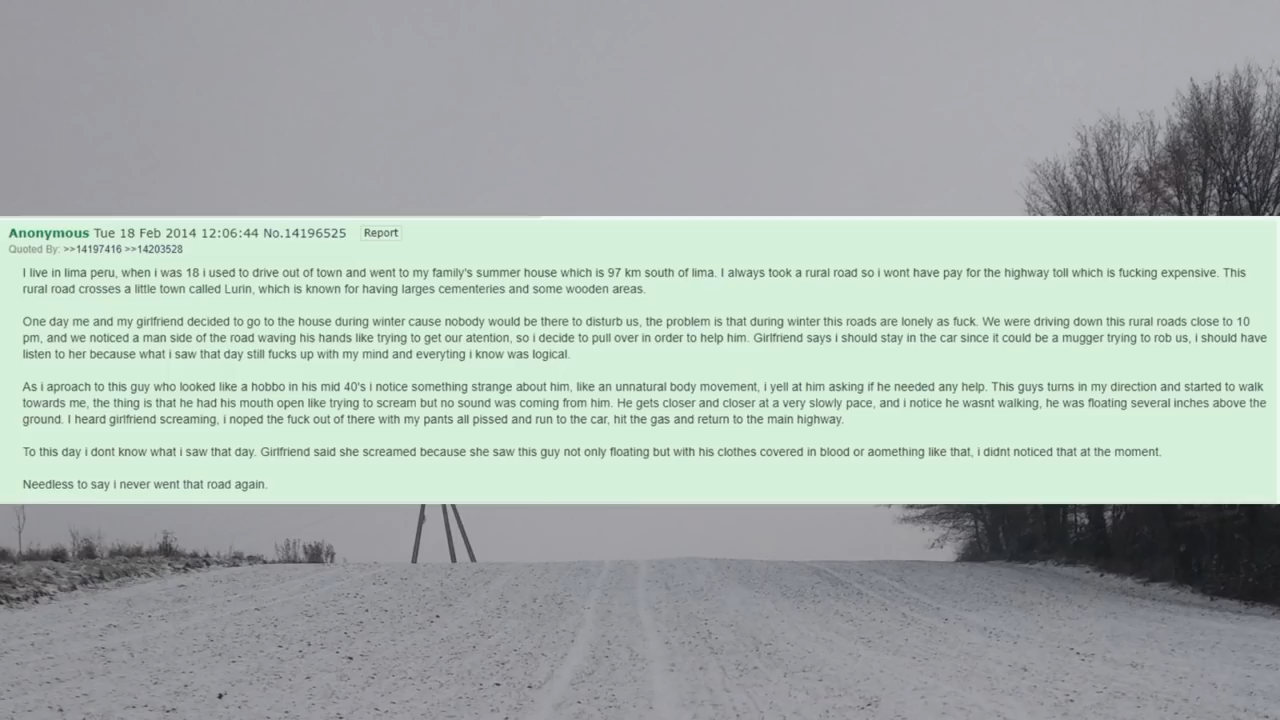 Anonymous Tue 18 Feb 2014 12:06:44 No.14196525 Report
Quoted By: >>14197416 >>14203528
I live in lima peru, when i was 18 i used to drive out of town and went to my family's summer house which is 97 km south of lima. I always took a rural road so i wont have pay for the highway toll which is fucking expensive. This
rural road crosses a little town called Lurin, which is known for having larges cementeries and some wooden areas.
One day me and my girlfriend decided to go to the house during winter cause nobody would be there to disturb us, the problem is that during winter this roads are lonely as fuck. We were driving down this rural roads close to 10
pm, and we noticed a man side of the road waving his hands like trying to get our atention, so i decide to pull over in order to help him. Girlfriend says i should stay in the car since it could be a mugger trying to rob us, i should have
listen to her because what i saw that day still fucks up with my mind and everyting i know was logical.
As i aproach to this guy who looked like a hobbo in his mid 40's i notice something strange about him, like an unnatural body movement, i yell at him asking if he needed any help. This guys turns in my direction and started to walk
towards me, the thing is that he had his mouth open like trying to scream but no sound was coming from him. He gets closer and closer at a very slowly pace, and i notice he wasnt walking, he was floating several inches above the
ground. I heard girlfriend screaming, i noped the fuck out of there with my pants all pissed and run to the car, hit the gas and return to the main highway.
To this day i dont know what i saw that day. Girlfriend said she screamed because she saw this guy not only floating but with his clothes covered in blood or aomething like that, i didnt noticed that at the moment.
Needless to say i never went that road again.